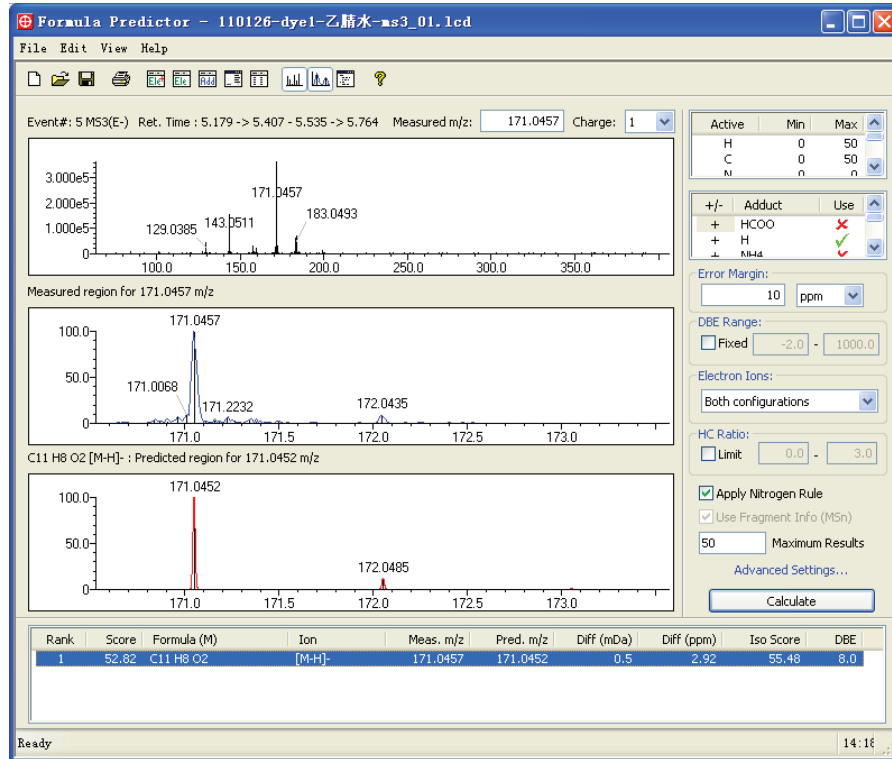 Formula Predictor - 110126-dye1-乙腈水-ms3_01.lcd
File Edit View Help
Event#: 5 MS3(E-) Ret. Time : 5.179 -> 5.407 - 5.535 -> 5.764 Measured m/z: 171.0457 Charge: 1
3.000e5
2.000e5
1.000e5
0
171.0457
183.0493
143.0511
129.0385
100.0 150.0 200.0 250.0 300.0 350.0
Measured region for 171.0457 m/z
171.0457
100.0
50.0
0
171.0068
171.2232
172.0435
171.0 171.5 172.0 172.5 173.0
C11 H8 O2 [M-H]- : Predicted region for 171.0452 m/z
171.0452
100.0
50.0
0
172.0485
171.0 171.5 172.0 172.5 173.0
Active Min Max
H 0 50
C 0 50
N 0 0
+/- Adduct Use
+ HCOO
+ H
+ NH4
Error Margin:
10 ppm
DBE Range:
Fixed -2.0 - 1000.0
Electron Ions:
Both configurations
HC Ratio:
Limit 0.0 - 3.0
Apply Nitrogen Rule
Use Fragment Info (MSn)
50 Maximum Results
Advanced Settings...
Calculate
Rank Score Formula (M) Ion Meas. m/z Pred. m/z Diff (mDa) Diff (ppm) Iso Score DBE
1 52.82 C11 H8 O2 [M-H]- 171.0457 171.0452 0.5 2.92 55.48 8.0
Ready 14:18